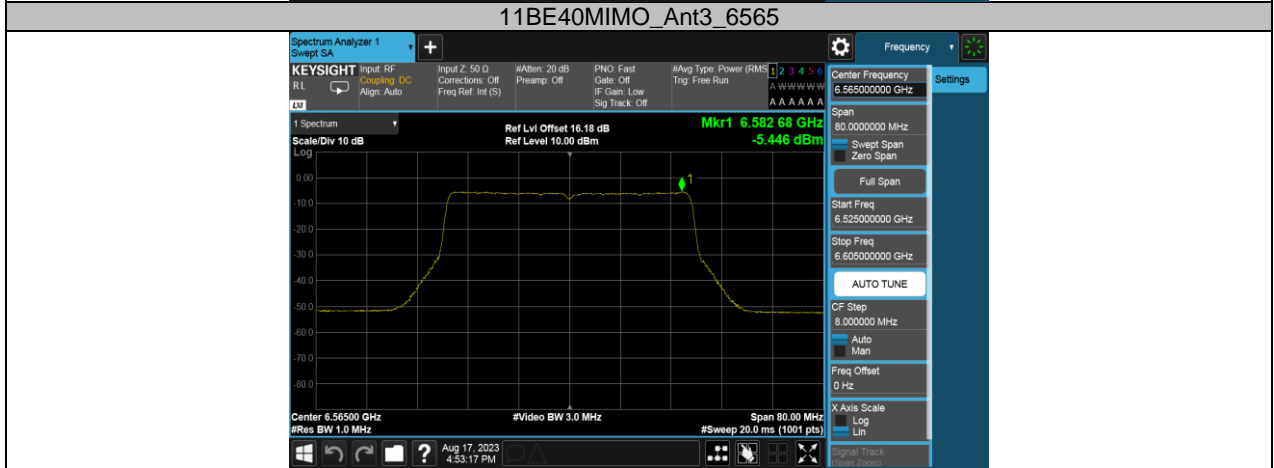 11BE40MIMO_Ant3_6565
Spectrum Analyzer 1
Swept SA
Frequency
KEYSIGHT
RL
LXI
Input: RF
Coupling: DC
Align: Auto
Input Z: 50 Ω
Corrections: Off
Freq Ref: Int (S)
#Atten: 20 dB
Preamp: Off
PNO: Fast
Gate: Off
IF Gain: Low
Sig Track: Off
#Avg Type: Power (RMS
Trig: Free Run
1 2 3 4 5 6
A W W W W W
A A A A A A
Center Frequency
6.565000000 GHz
Settings
1 Spectrum
Scale/Div 10 dB
Log
Ref Lvl Offset 16.18 dB
Ref Level 10.00 dBm
Mkr1 6.582 68 GHz
-5.446 dBm
1
0.00
-10.0
-20.0
-30.0
-40.0
-50.0
-60.0
-70.0
-80.0
Span
80.0000000 MHz
Swept Span
Zero Span
Full Span
Start Freq
6.525000000 GHz
Stop Freq
6.605000000 GHz
AUTO TUNE
CF Step
8.000000 MHz
Auto
Man
Freq Offset
0 Hz
X Axis Scale
Log
Lin
Signal Track
(Span Zoom)
Center 6.56500 GHz
#Res BW 1.0 MHz
#Video BW 3.0 MHz
Span 80.00 MHz
#Sweep 20.0 ms (1001 pts)
?
Aug 17, 2023
4:53:17 PM